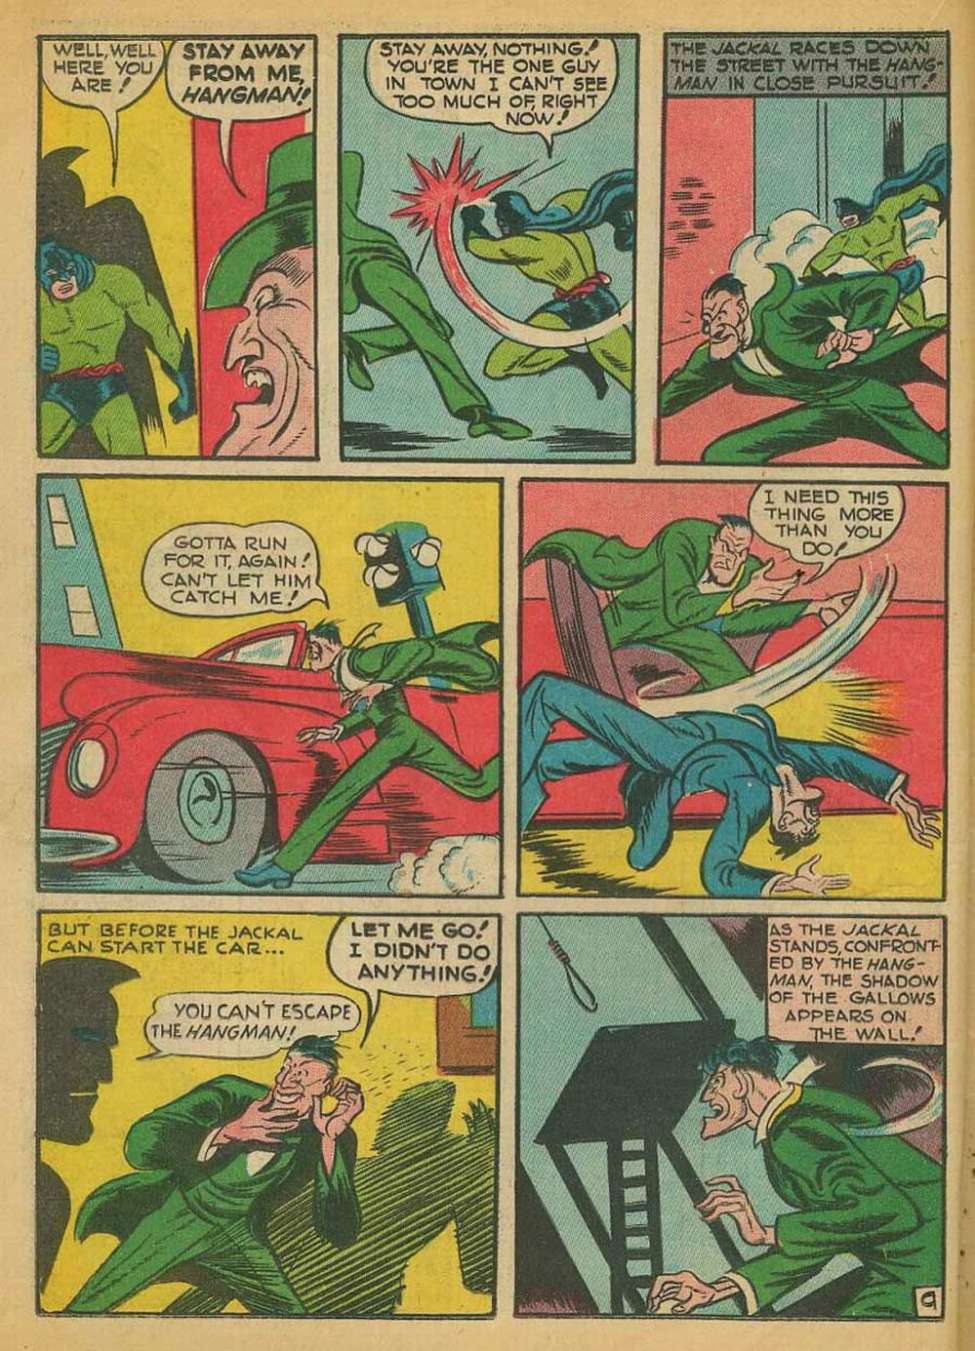 WELL, WELL
HERE YOU
ARE!
STAY AWAY
FROM ME,
HANGMAN!
STAY AWAY, NOTHING!
YOU'RE THE ONE GUY
IN TOWN I CAN'T SEE
TOO MUCH OF, RIGHT
NOW!
THE JACKAL RACES DOWN
THE STREET WITH THE HANG-
MAN IN CLOSE PURSUIT!
GOTTA RUN
FOR IT, AGAIN!
CAN'T LET HIM
CATCH ME!
I NEED THIS
THING MORE
THAN YOU
DO!
BUT BEFORE THE JACKAL
CAN START THE CAR...
YOU CAN'T ESCAPE
THE HANGMAN!
LET ME GO!
I DIDN'T DO
ANYTHING!
AS THE JACKAL
STANDS, CONFRONT-
ED BY THE HANG-
MAN, THE SHADOW
OF THE GALLOWS
APPEARS ON
THE WALL!
9